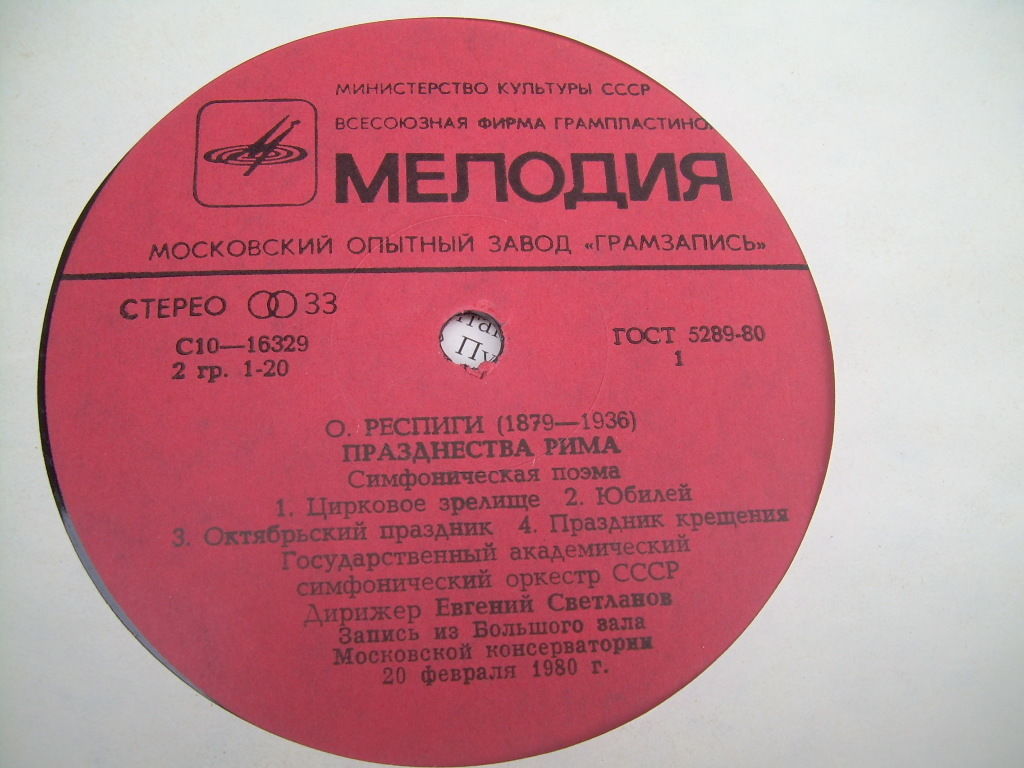 МИНИСТЕРСТВО КУЛЬТУРЫ СССР
ВСЕСОЮЗНАЯ ФИРМА ГРАМПЛАСТИНО
МЕЛОДИЯ
МОСКОВСКИЙ ОПЫТНЫЙ ЗАВОД «ГРАМЗАПИСЬ»
СТЕРЕО 33
С10—16329
2 гр. 1-20
ГОСТ 5289-80
1
О. РЕСПИГИ (1879—1936)
ПРАЗДНЕСТВА РИМА
Симфоническая поэма
1. Цирковое зрелище 2. Юбилей
3. Октябрьский праздник 4. Праздник крещения
Государственный академический
симфонический оркестр СССР
Дирижер Евгений Светланов
Запись из Большого зала
Московской консерватории
20 февраля 1980 г.